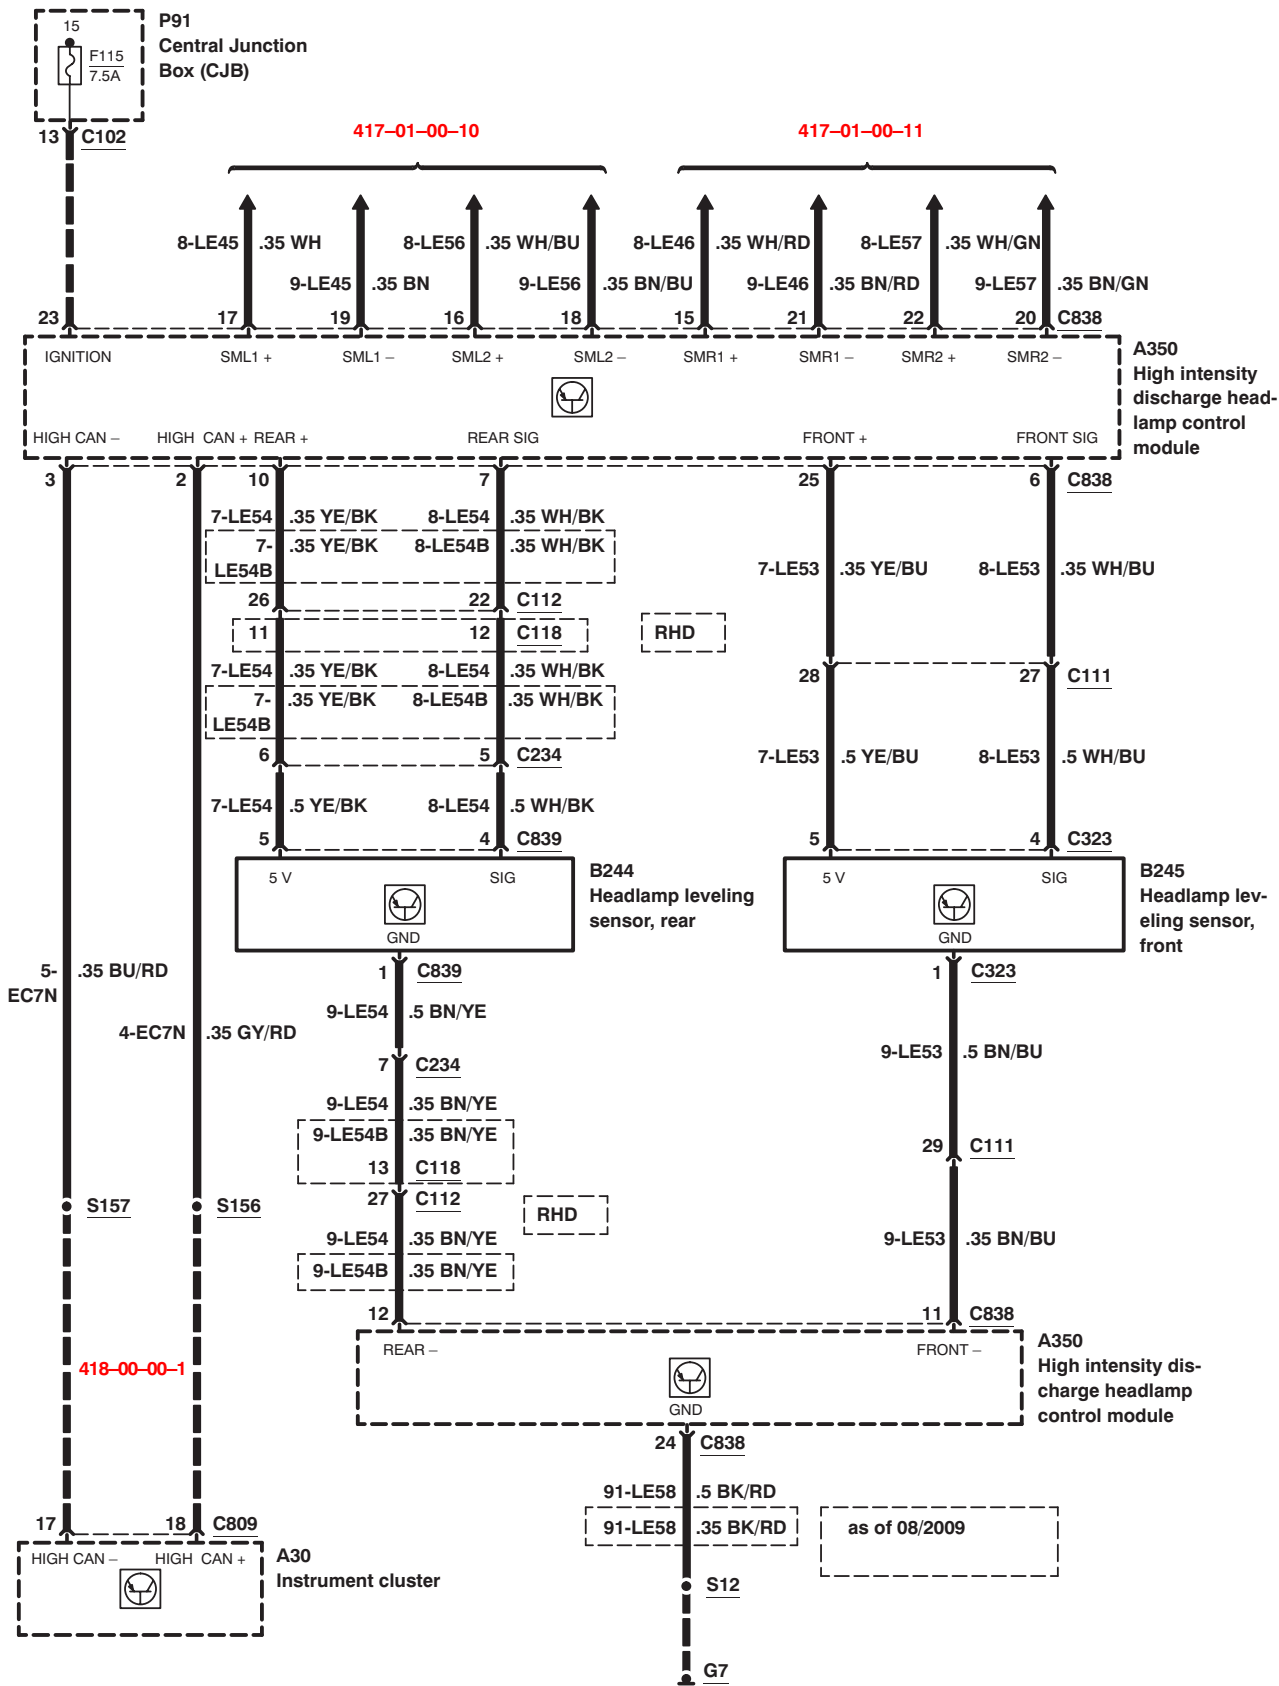 P91
Central Junction
Box (CJB)
15
F115
7.5A
13 C102
417–01–00–10
417–01–00–11
8-LE45 .35 WH
8-LE56 .35 WH/BU
8-LE46 .35 WH/RD
8-LE57 .35 WH/GN
9-LE45 .35 BN
9-LE56 .35 BN/BU
9-LE46 .35 BN/RD
9-LE57 .35 BN/GN
23 17 19 16 18 15 21 22 20 C838
IGNITION SML1 + SML1 – SML2 + SML2 – SMR1 + SMR1 – SMR2 + SMR2 –
A350
High intensity
discharge head-
lamp control
module
HIGH CAN – HIGH CAN + REAR + REAR SIG FRONT + FRONT SIG
3 2 10 7 25 6 C838
7-LE54 .35 YE/BK 8-LE54 .35 WH/BK
7-
LE54B
.35 YE/BK 8-LE54B .35 WH/BK
7-LE53 .35 YE/BU 8-LE53 .35 WH/BU
26 22 C112
11 12 C118
RHD
7-LE54 .35 YE/BK 8-LE54 .35 WH/BK
28 27 C111
7-
LE54B
.35 YE/BK 8-LE54B .35 WH/BK
6 5 C234
7-LE53 .5 YE/BU 8-LE53 .5 WH/BU
7-LE54 .5 YE/BK 8-LE54 .5 WH/BK
5 4 C839
5 4 C323
5 V SIG
GND
B244
Headlamp leveling
sensor, rear
5 V SIG
GND
B245
Headlamp lev-
eling sensor,
front
5-
EC7N
.35 BU/RD
1 C839
1 C323
9-LE54 .5 BN/YE
4-EC7N .35 GY/RD
9-LE53 .5 BN/BU
7 C234
9-LE54 .35 BN/YE
9-LE54B .35 BN/YE
13 C118
29 C111
27 C112
S157
S156
RHD
9-LE54 .35 BN/YE
9-LE53 .35 BN/BU
9-LE54B .35 BN/YE
12 11 C838
REAR – FRONT –
GND
A350
High intensity dis-
charge headlamp
control module
418–00–00–1
24 C838
91-LE58 .5 BK/RD
91-LE58 .35 BK/RD
as of 08/2009
17 18 C809
HIGH CAN – HIGH CAN +
A30
Instrument cluster
S12
G7